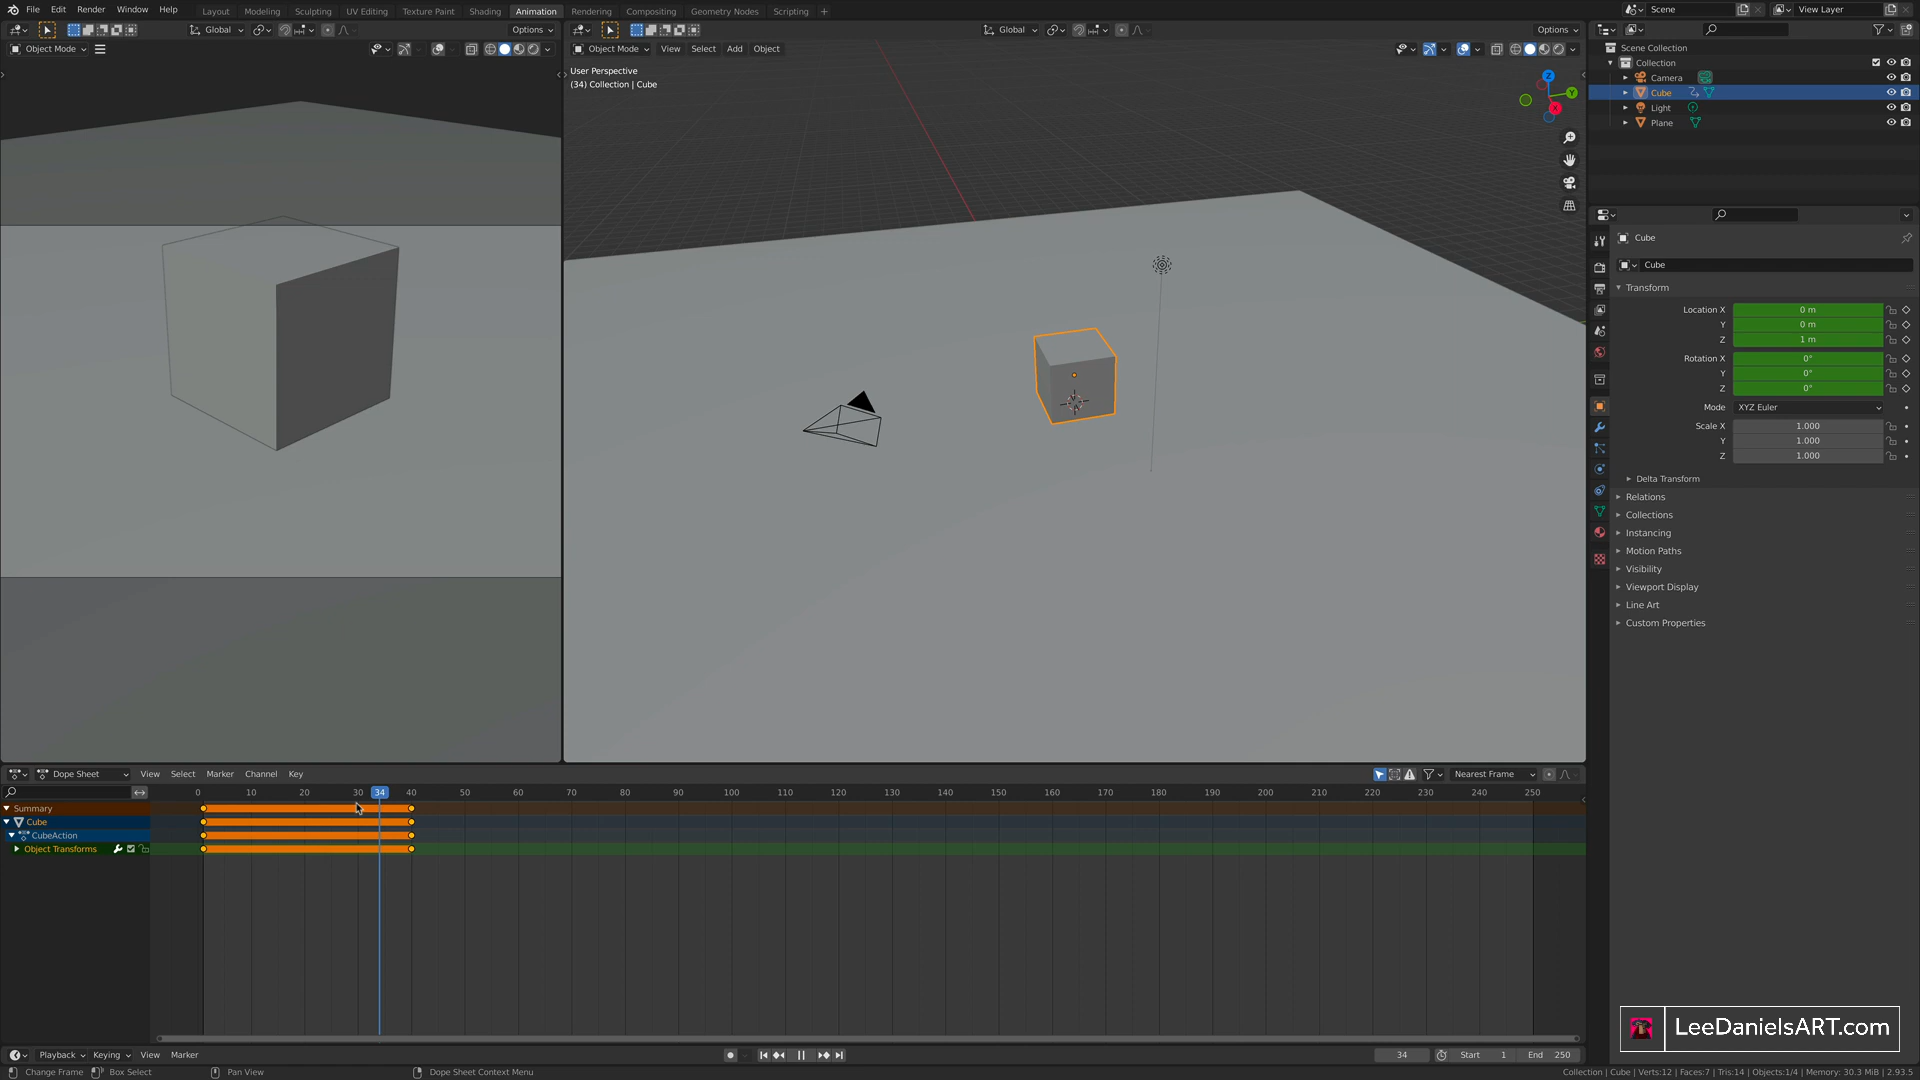 File Edit Render Window Help Layout Modeling Sculpting UV Editing Texture Paint Shading Animation Rendering Compositing Geometry Nodes Scripting + Scene View Layer
Global Options
Object Mode
Global Options
Object Mode View Select Add Object
User Perspective
(34) Collection | Cube
Z
Y
X
Scene Collection
Collection
Camera
Cube
Light
Plane
Cube
Cube
Transform
Location X 0 m
Y 0 m
Z 1 m
Rotation X 0°
Y 0°
Z 0°
Mode XYZ Euler
Scale X 1.000
Y 1.000
Z 1.000
Delta Transform
Relations
Collections
Instancing
Motion Paths
Visibility
Viewport Display
Line Art
Custom Properties
Dope Sheet View Select Marker Channel Key Nearest Frame
0 10 20 30 34 40 50 60 70 80 90 100 110 120 130 140 150 160 170 180 190 200 210 220 230 240 250
Summary
Cube
CubeAction
Object Transforms
LeeDanielsART.com
Playback Keying View Marker 34 Start 1 End 250
Change Frame Box Select Pan View Dope Sheet Context Menu Collection | Cube | Verts:12 | Faces:7 | Tris:14 | Objects:1/4 | Memory: 30.3 MiB | 2.93.5